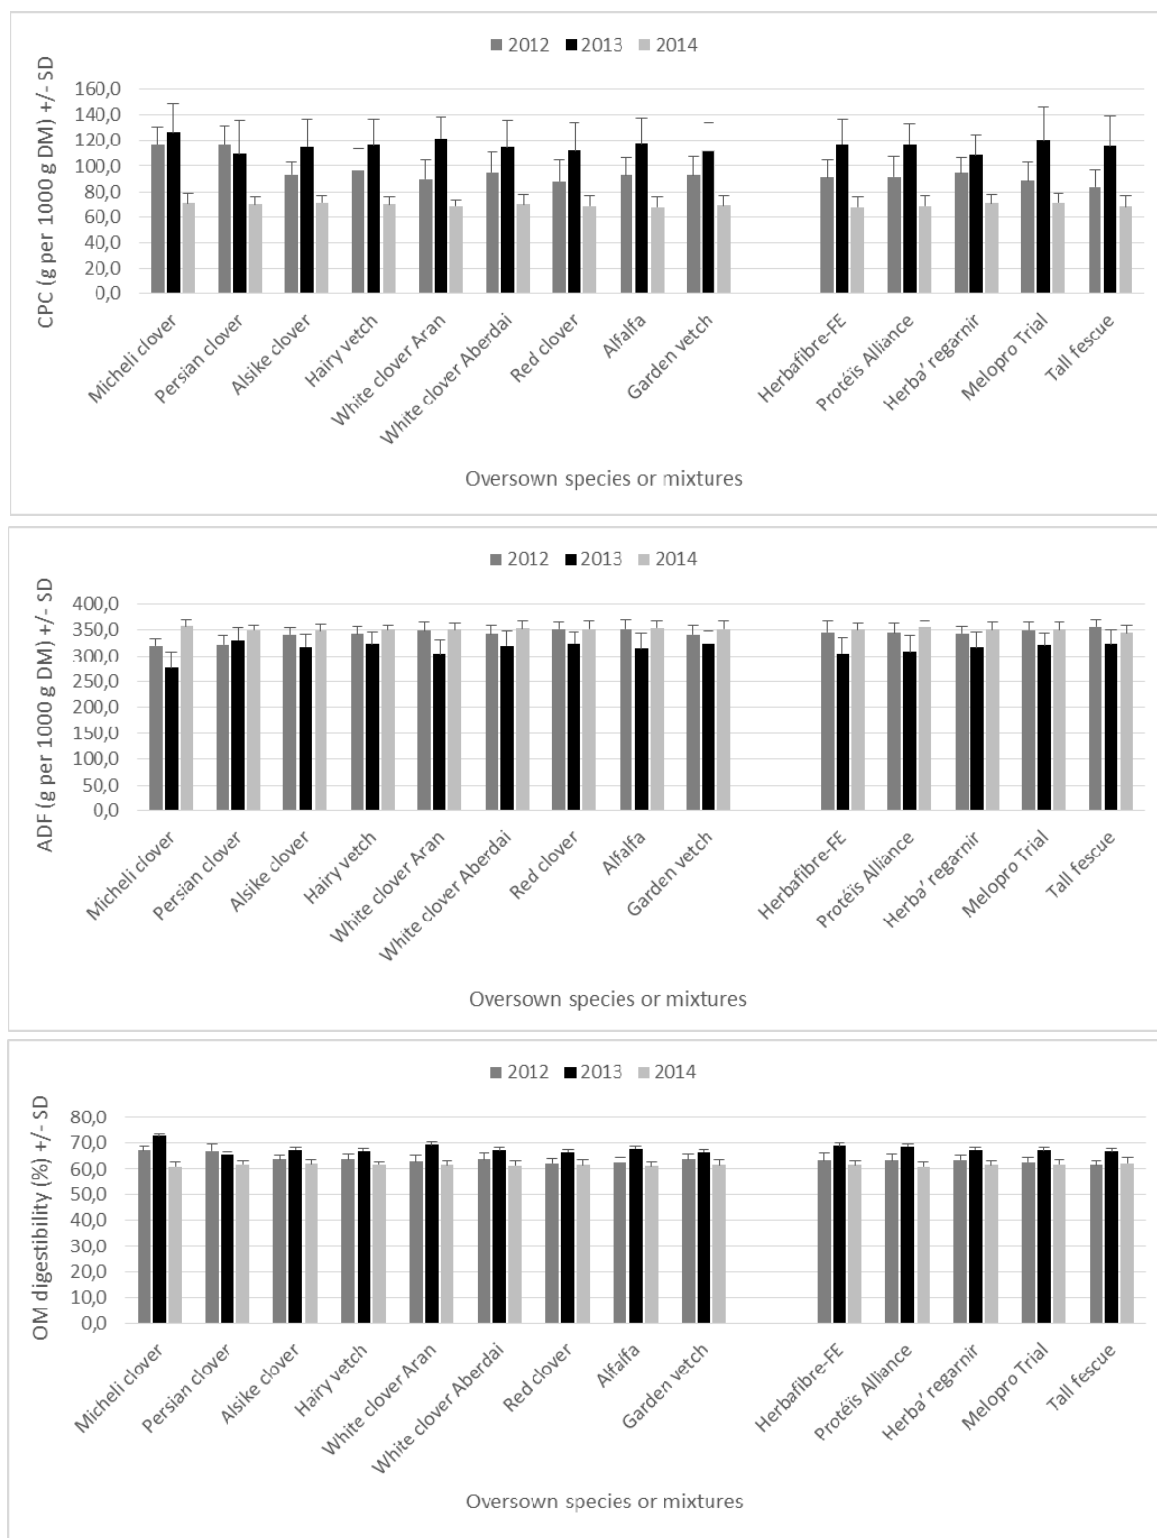 2012 2013 2014
CPC (g per 1000 g DM) +/- SD
160,0
140,0
120,0
100,0
80,0
60,0
40,0
20,0
0,0
Micheli clover
Persian clover
Alsike clover
Hairy vetch
White clover Aran
White clover Aberdai
Red clover
Alfalfa
Garden vetch
Herbafibre-FE
Protéïs Alliance
Herba' regarnir
Melopro Trial
Tall fescue
Oversown species or mixtures
2012 2013 2014
ADF (g per 1000 g DM) +/- SD
400,0
350,0
300,0
250,0
200,0
150,0
100,0
50,0
0,0
Micheli clover
Persian clover
Alsike clover
Hairy vetch
White clover Aran
White clover Aberdai
Red clover
Alfalfa
Garden vetch
Herbafibre-FE
Protéïs Alliance
Herba' regarnir
Melopro Trial
Tall fescue
Oversown species or mixtures
2012 2013 2014
OM digestibility (%) +/- SD
80,0
70,0
60,0
50,0
40,0
30,0
20,0
10,0
0,0
Micheli clover
Persian clover
Alsike clover
Hairy vetch
White clover Aran
White clover Aberdai
Red clover
Alfalfa
Garden vetch
Herbafibre-FE
Protéïs Alliance
Herba' regarnir
Melopro Trial
Tall fescue
Oversown species or mixtures